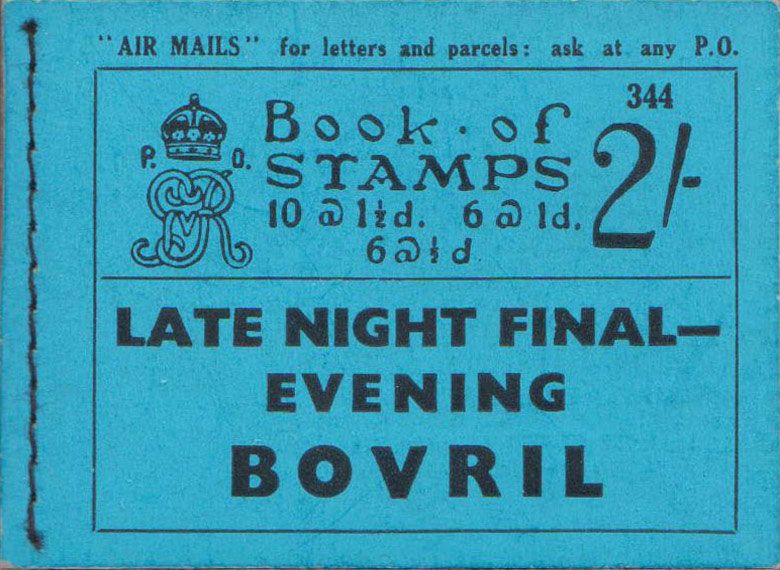 "AIR MAILS" for letters and parcels: ask at any P.O.
344
P. O.
Book · of
STAMPS
2/-
10 @ 1½d. 6 @ 1d.
6 @ ½d
LATE NIGHT FINAL—
EVENING
BOVRIL